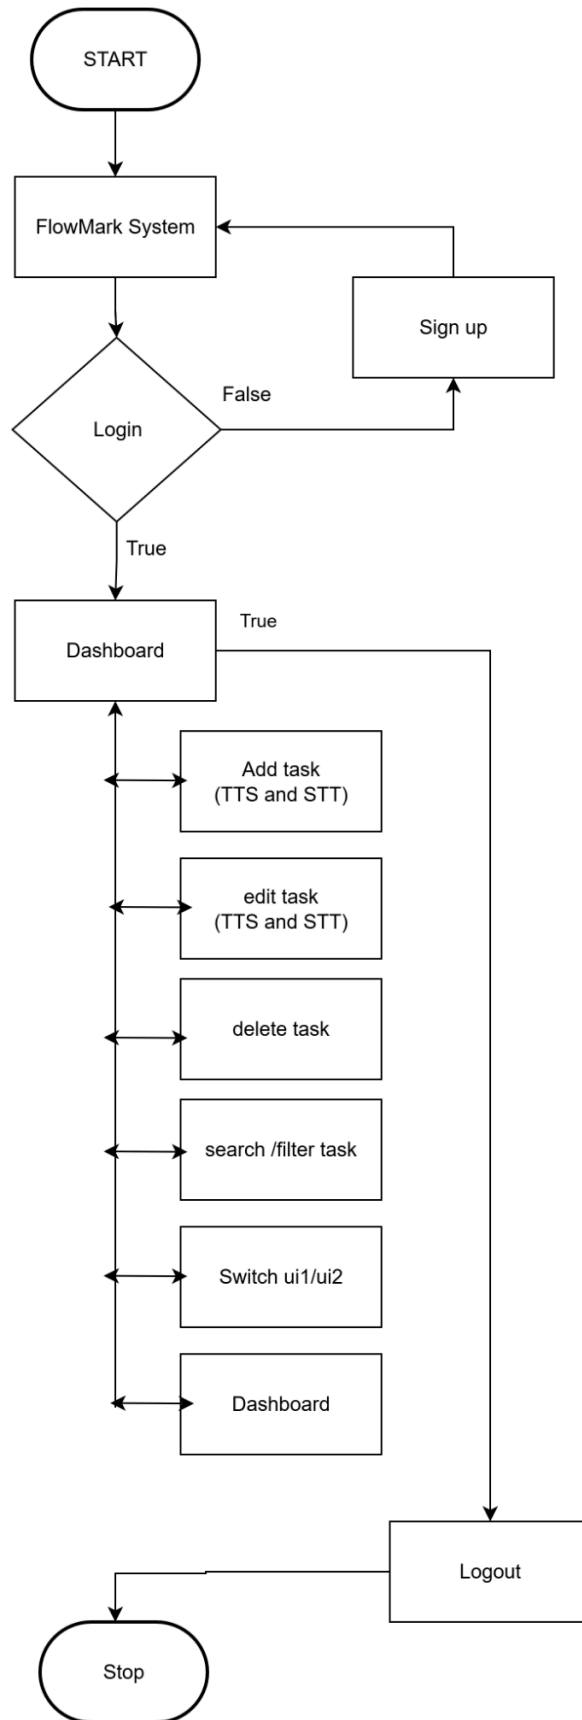 START
FlowMark System
Sign up
False
Login
True
True
Dashboard
Add task
(TTS and STT)
edit task
(TTS and STT)
delete task
search /filter task
Switch ui1/ui2
Dashboard
Logout
Stop